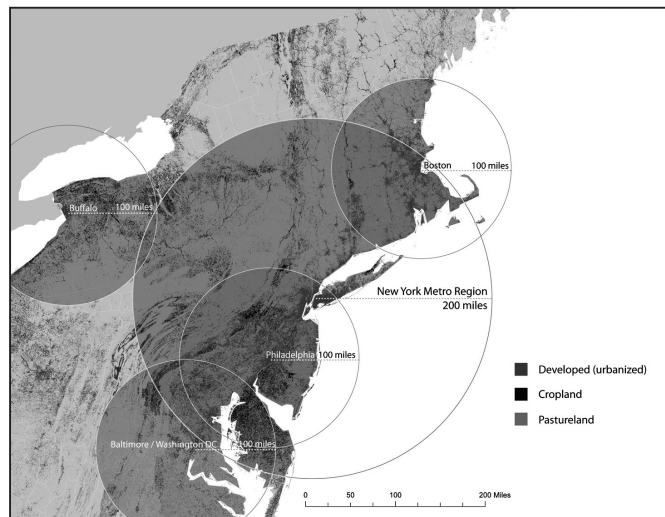 Boston 100 miles
Buffalo 100 miles
New York Metro Region
200 miles
Philadelphia 100 miles
Baltimore / Washington DC 100 miles
Developed (urbanized)
Cropland
Pastureland
0 50 100 200 Miles